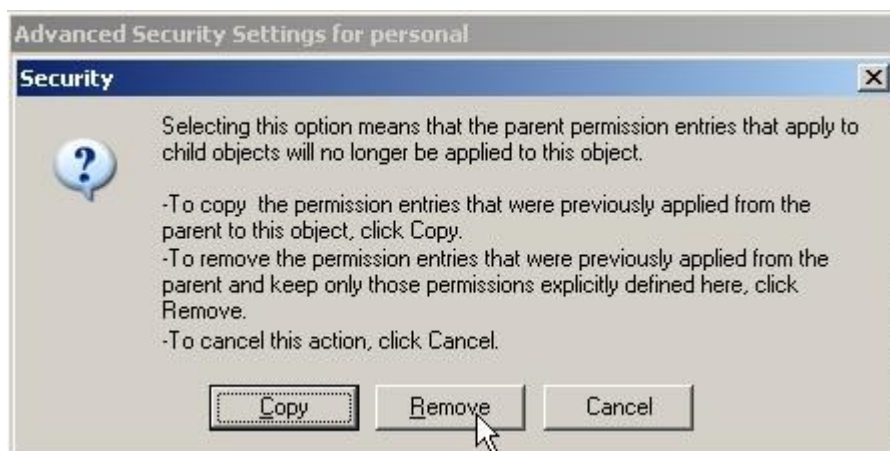 Advanced Security Settings for personal
Security
Selecting this option means that the parent permission entries that apply to
child objects will no longer be applied to this object.
-To copy  the permission entries that were previously applied from the
parent to this object, click Copy.
-To remove the permission entries that were previously applied from the
parent and keep only those permissions explicitly defined here, click
Remove.
-To cancel this action, click Cancel.
Copy Remove Cancel